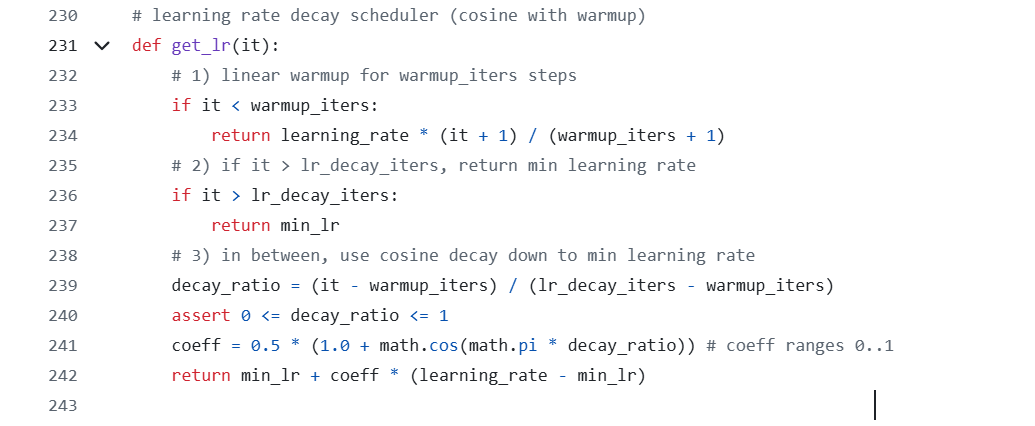 230 # learning rate decay scheduler (cosine with warmup)
231 def get_lr(it):
232     # 1) linear warmup for warmup_iters steps
233     if it < warmup_iters:
234         return learning_rate * (it + 1) / (warmup_iters + 1)
235     # 2) if it > lr_decay_iters, return min learning rate
236     if it > lr_decay_iters:
237         return min_lr
238     # 3) in between, use cosine decay down to min learning rate
239     decay_ratio = (it - warmup_iters) / (lr_decay_iters - warmup_iters)
240     assert 0 <= decay_ratio <= 1
241     coeff = 0.5 * (1.0 + math.cos(math.pi * decay_ratio)) # coeff ranges 0..1
242     return min_lr + coeff * (learning_rate - min_lr)
243